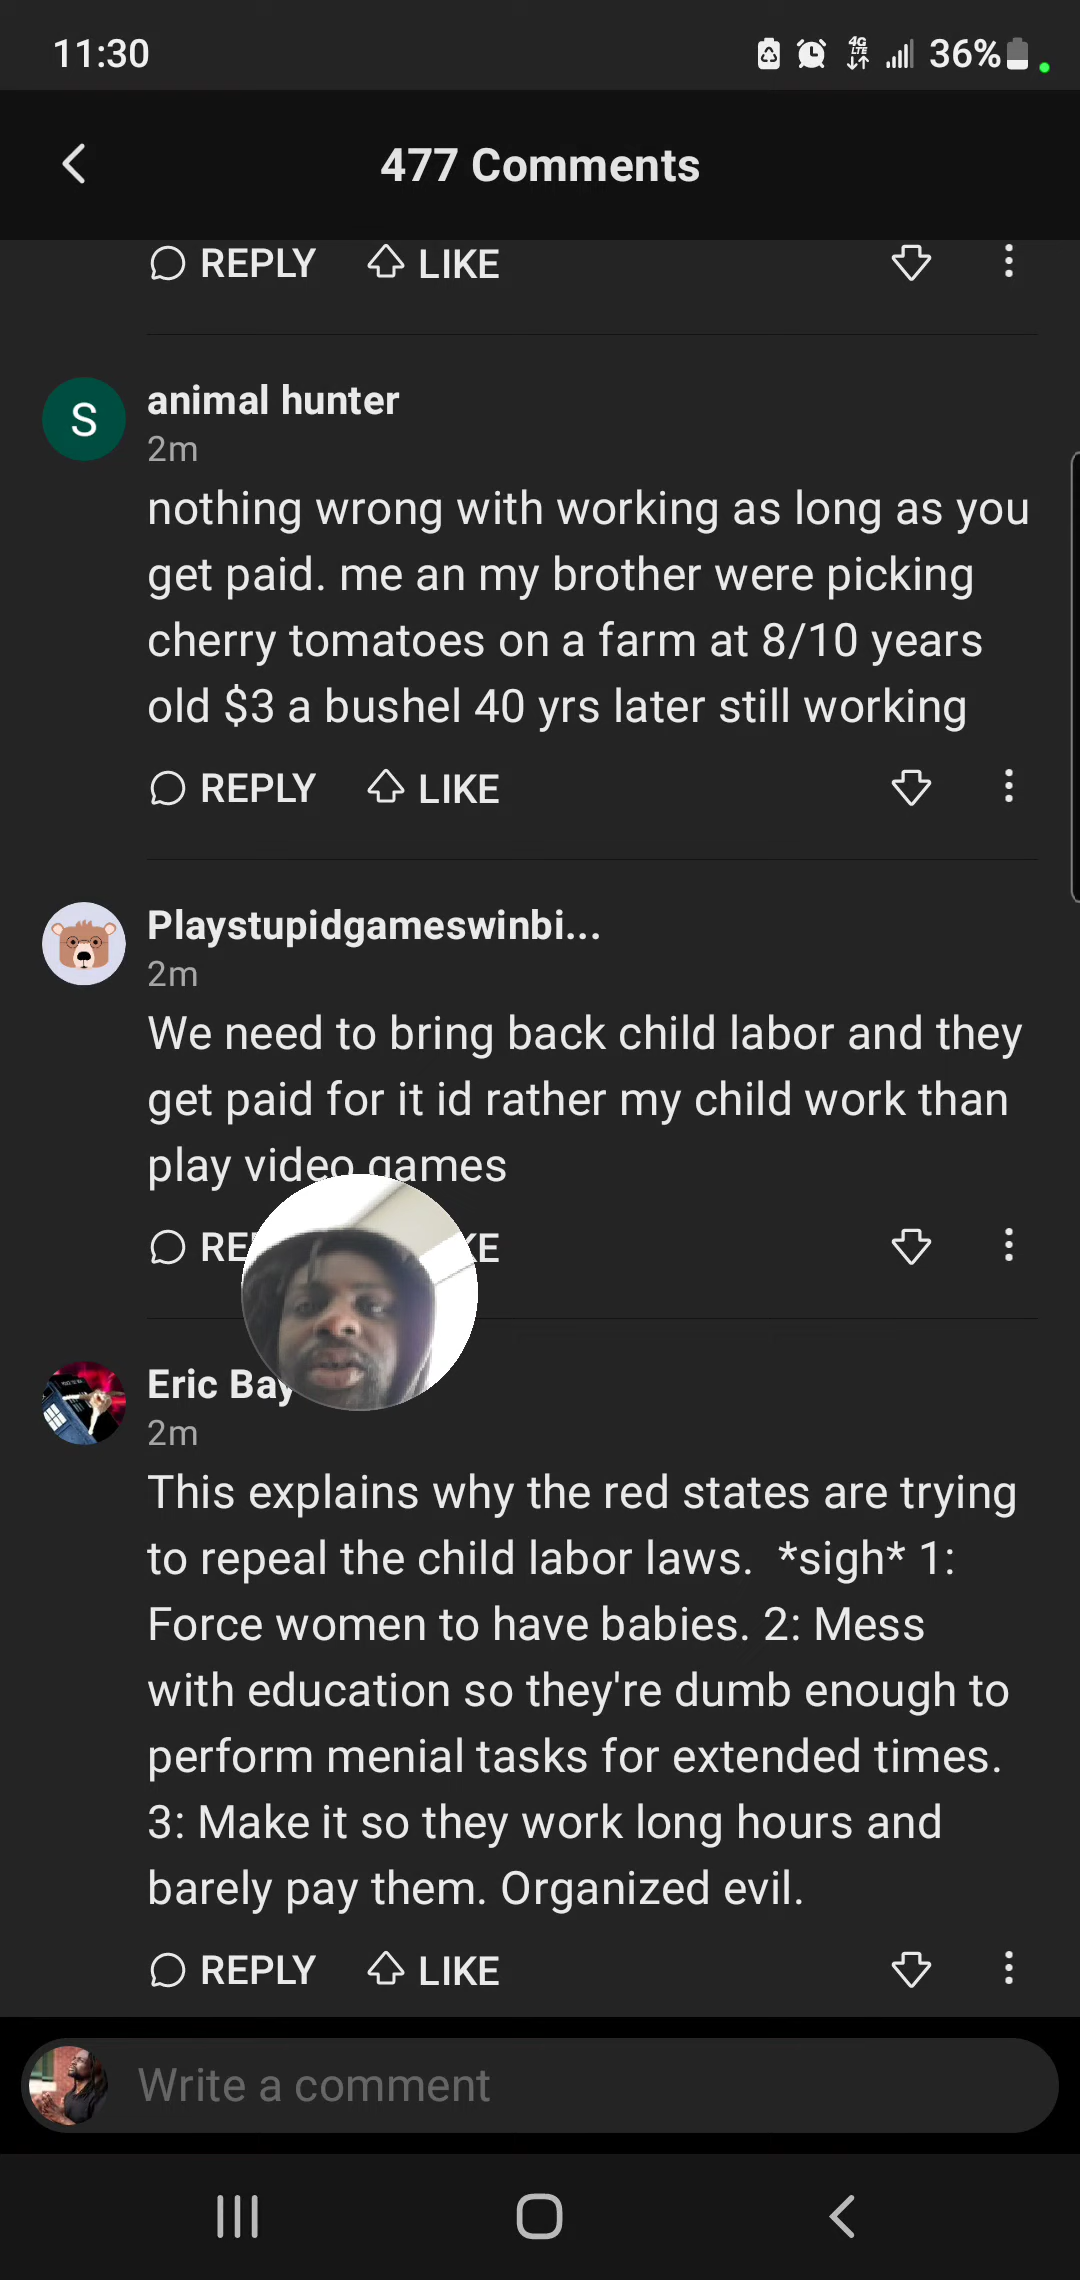 11:30
4G
LTE
36%
477 Comments
REPLY LIKE
S
animal hunter
2m
nothing wrong with working as long as you
get paid. me an my brother were picking
cherry tomatoes on a farm at 8/10 years
old $3 a bushel 40 yrs later still working
REPLY LIKE
Playstupidgameswinbi...
2m
We need to bring back child labor and they
get paid for it id rather my child work than
play video games
Eric
2m
This explains why the red states are trying
to repeal the child labor laws.  *sigh* 1:
Force women to have babies. 2: Mess
with education so they're dumb enough to
perform menial tasks for extended times.
3: Make it so they work long hours and
barely pay them. Organized evil.
REPLY LIKE
Write a comment